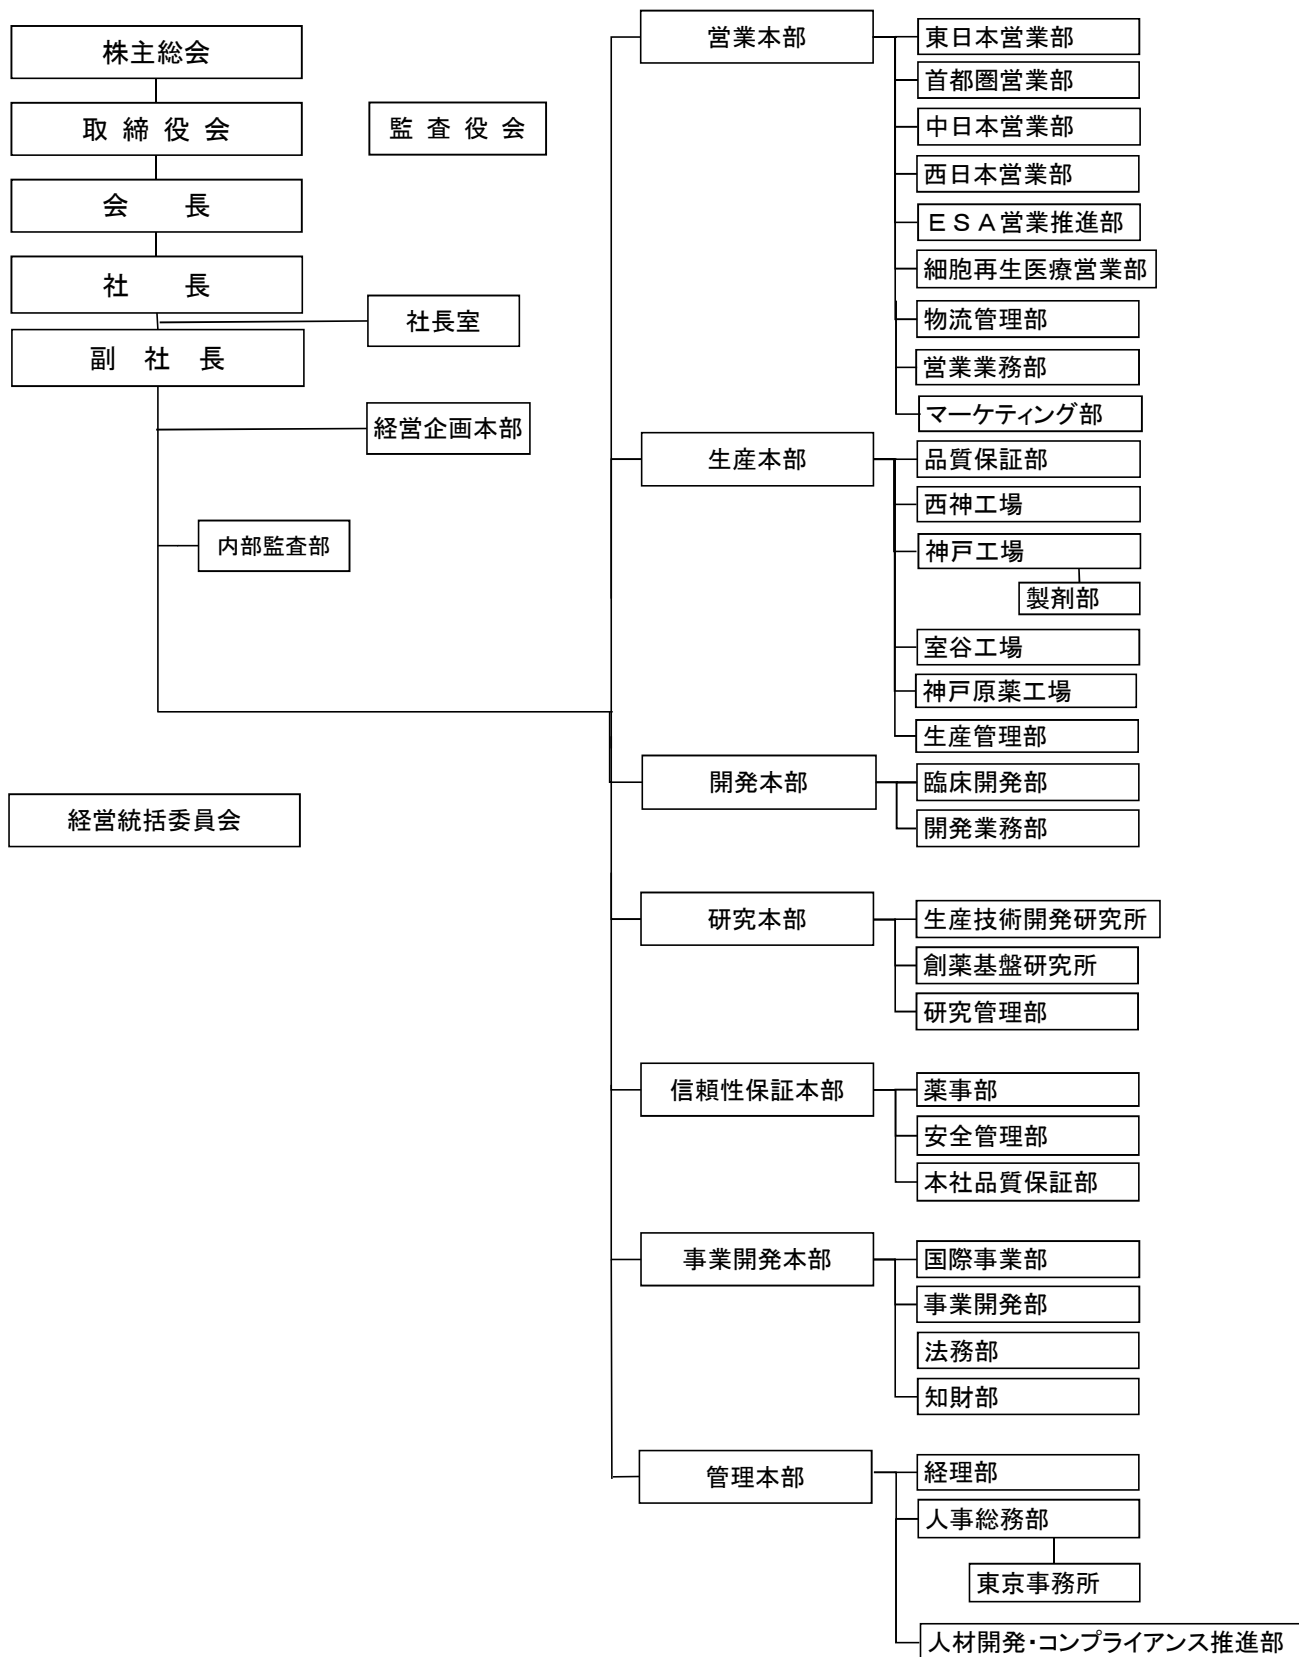 株主総会
取締役会
監査役会
会長
社長
社長室
副社長
経営企画本部
内部監査部
経営統括委員会
営業本部
東日本営業部
首都圏営業部
中日本営業部
西日本営業部
ESA営業推進部
細胞再生医療営業部
物流管理部
営業業務部
マーケティング部
生産本部
品質保証部
西神工場
神戸工場
製剤部
室谷工場
神戸原薬工場
生産管理部
開発本部
臨床開発部
開発業務部
研究本部
生産技術開発研究所
創薬基盤研究所
研究管理部
信頼性保証本部
薬事部
安全管理部
本社品質保証部
事業開発本部
国際事業部
事業開発部
法務部
知財部
管理本部
経理部
人事総務部
東京事務所
人材開発・コンプライアンス推進部